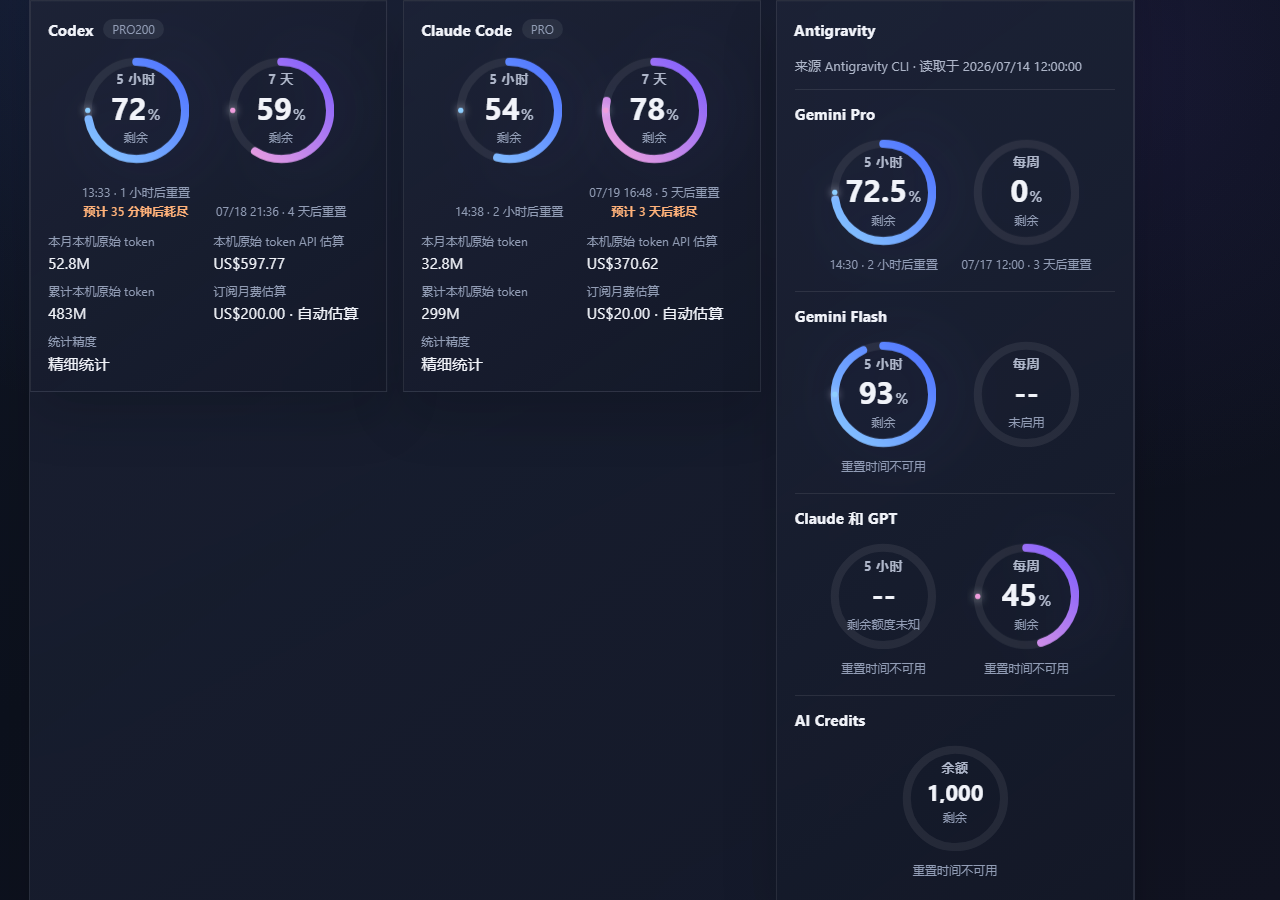 Codex PRO200
5 小时 7 天
72% 59%
剩余 剩余
13:33 · 1 小时后重置
预计 35 分钟后耗尽 07/18 21:36 · 4 天后重置
本月本机原始 token 本机原始 token API 估算
52.8M US$597.77
累计本机原始 token 订阅月费估算
483M US$200.00 · 自动估算
统计精度
精细统计
Claude Code PRO
5 小时 7 天
54% 78%
剩余 剩余
07/19 16:48 · 5 天后重置
14:38 · 2 小时后重置 预计 3 天后耗尽
本月本机原始 token 本机原始 token API 估算
32.8M US$370.62
累计本机原始 token 订阅月费估算
299M US$20.00 · 自动估算
统计精度
精细统计
Antigravity
来源 Antigravity CLI · 读取于 2026/07/14 12:00:00
Gemini Pro
5 小时 每周
72.5% 0%
剩余 剩余
14:30 · 2 小时后重置 07/17 12:00 · 3 天后重置
Gemini Flash
5 小时 每周
93% --
剩余 未启用
重置时间不可用
Claude 和 GPT
5 小时 每周
-- 45%
剩余额度未知 剩余
重置时间不可用 重置时间不可用
AI Credits
余额
1,000
剩余
重置时间不可用